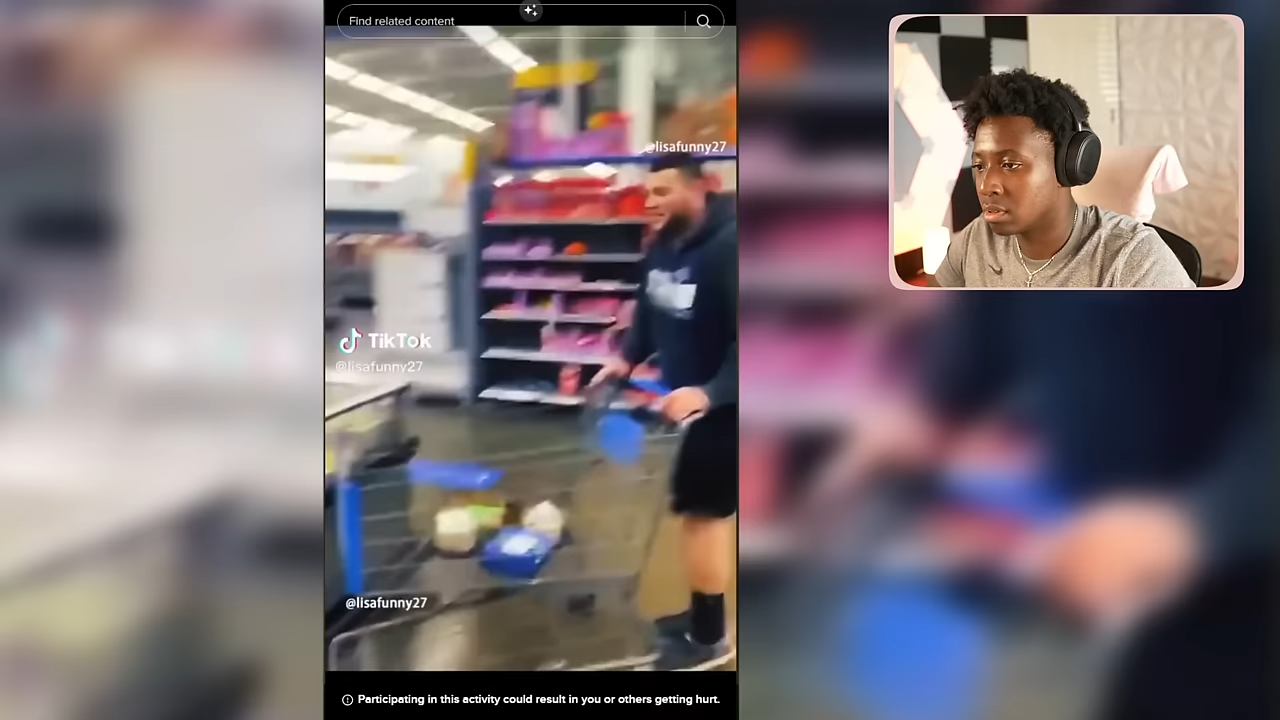 Find related content
@lisafunny27
TikTok
@lisafunny27
@lisafunny27
Participating in this activity could result in you or others getting hurt.